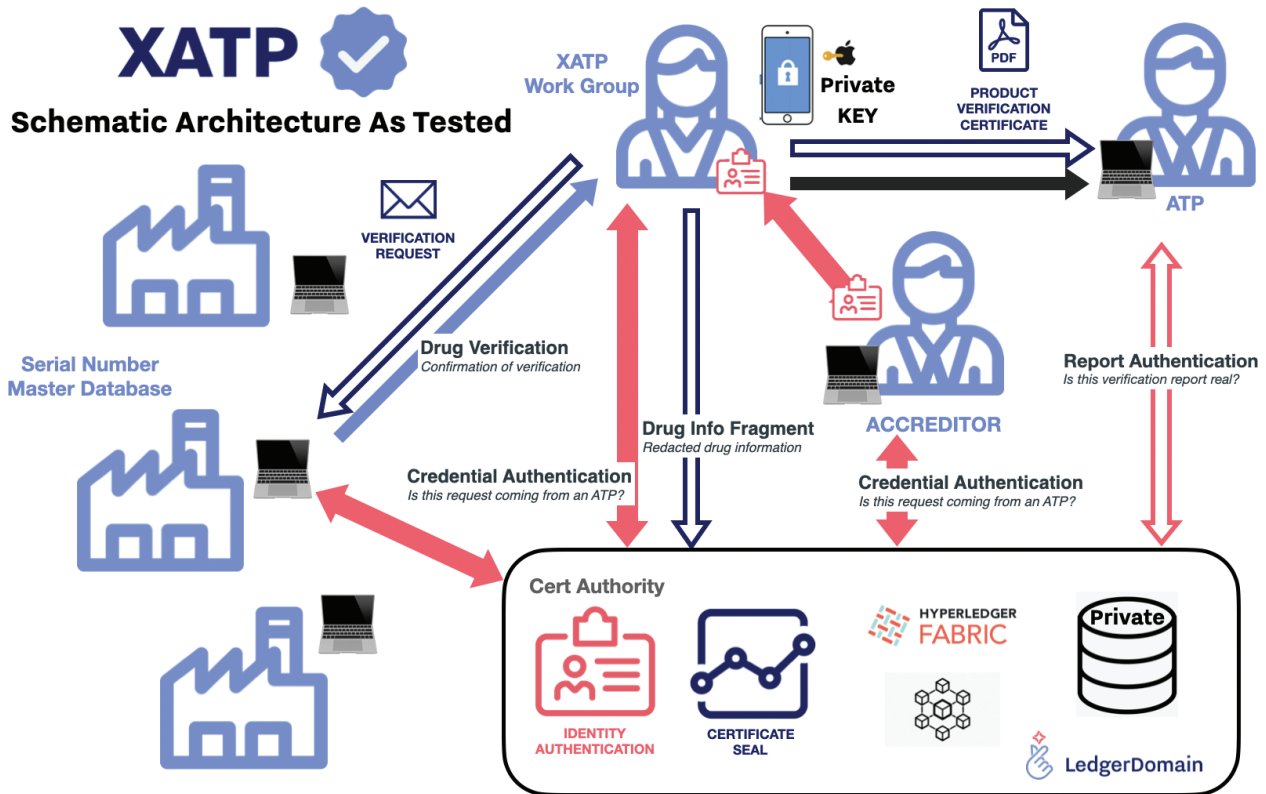 XATP
Schematic Architecture As Tested
XATP
Work Group
Private
KEY
PDF
PRODUCT
VERIFICATION
CERTIFICATE
ATP
VERIFICATION
REQUEST
Serial Number
Master Database
Drug Verification
Confirmation of verification
ACCREDITOR
Report Authentication
Is this verification report real?
Drug Info Fragment
Redacted drug information
Credential Authentication
Is this request coming from an ATP?
Credential Authentication
Is this request coming from an ATP?
Cert Authority
IDENTITY
AUTHENTICATION
CERTIFICATE
SEAL
HYPERLEDGER
FABRIC
Private
LedgerDomain